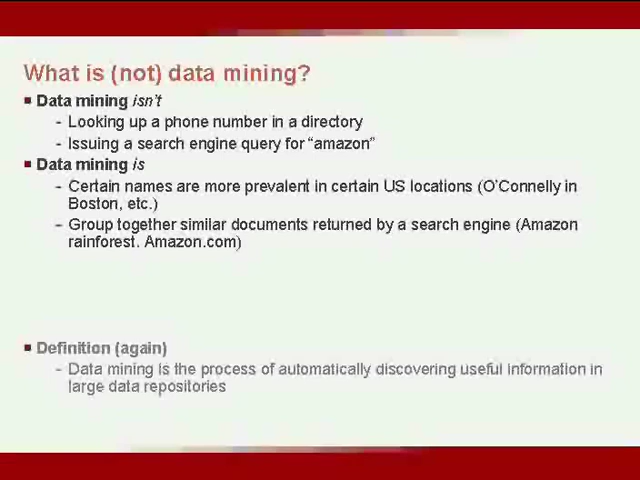 What is (not) data mining?
▪ Data mining isn't
- Looking up a phone number in a directory
- Issuing a search engine query for “amazon”
▪ Data mining is
- Certain names are more prevalent in certain US locations (O'Connelly in
Boston, etc.)
- Group together similar documents returned by a search engine (Amazon
rainforest. Amazon.com)
▪ Definition (again)
- Data mining is the process of automatically discovering useful information in
large data repositories